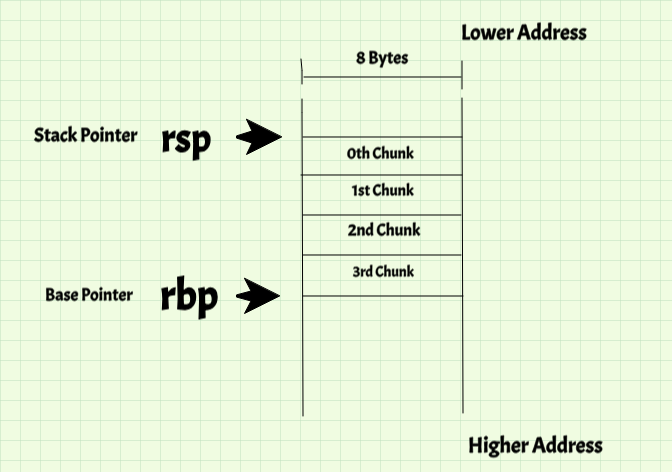 Lower Address
8 Bytes
Stack Pointer rsp
0th Chunk
1st Chunk
2nd Chunk
3rd Chunk
Base Pointer rbp
Higher Address